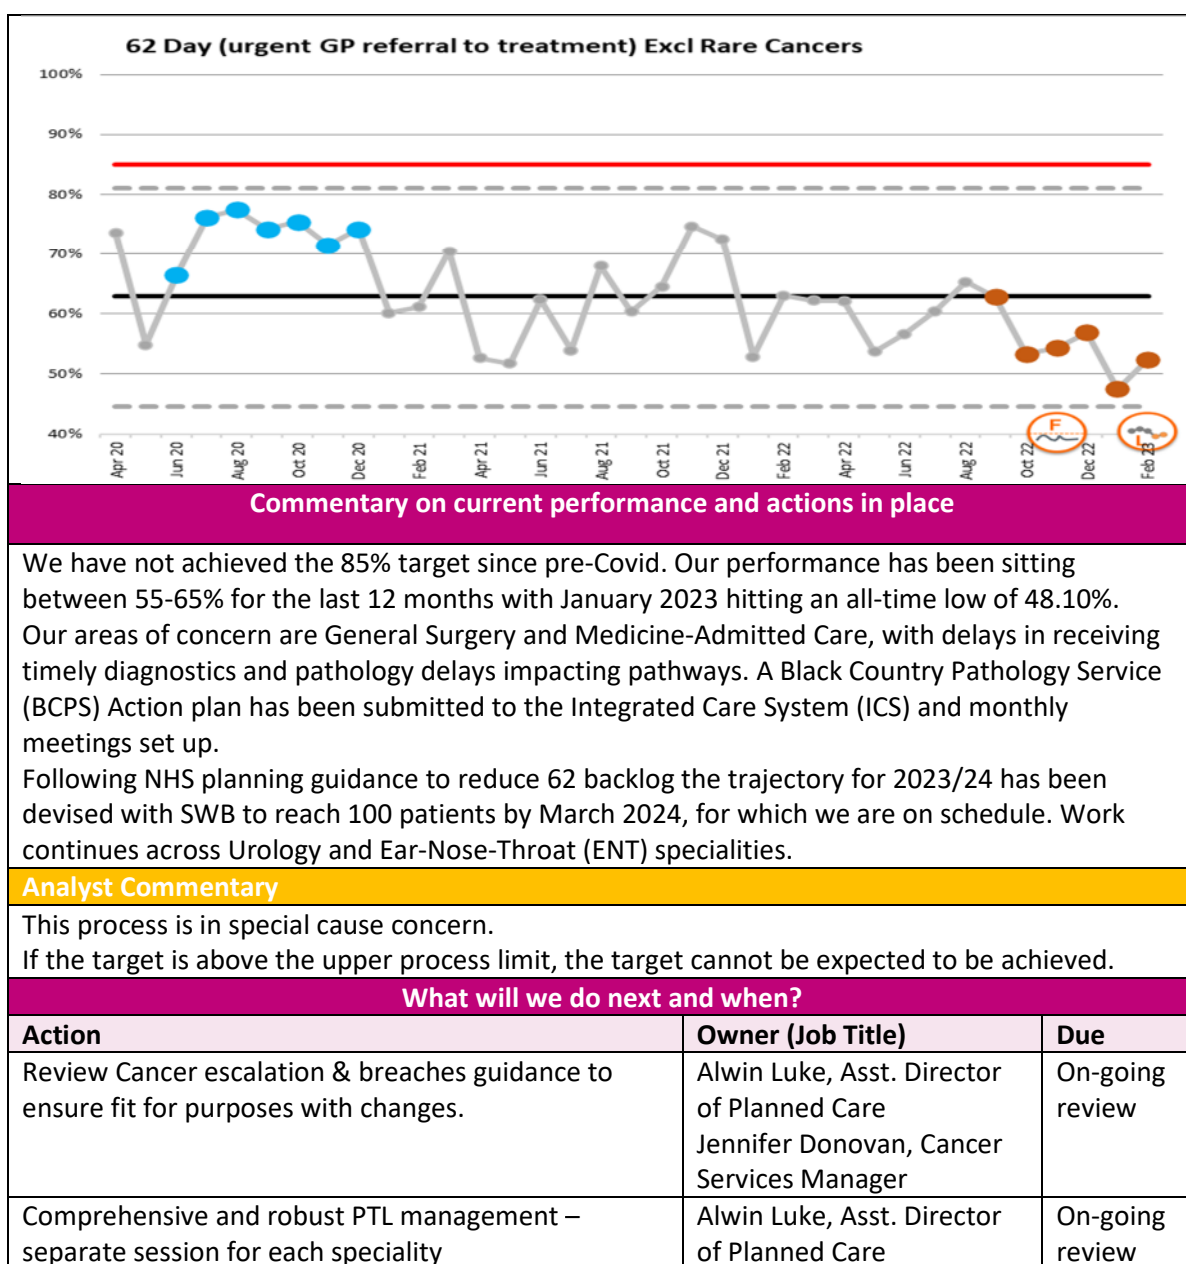 62 Day (urgent GP referral to treatment) Excl Rare Cancers
100%
90%
80%
70%
60%
50%
40%
Apr 20
Jun 20
Aug 20
Oct 20
Dec 20
Feb 21
Apr 21
Jun 21
Aug 21
Oct 21
Dec 21
Feb 22
Apr 22
Jun 22
Aug 22
Oct 22
Dec 22
Feb 23
F
L
Commentary on current performance and actions in place
We have not achieved the 85% target since pre-Covid. Our performance has been sitting
between 55-65% for the last 12 months with January 2023 hitting an all-time low of 48.10%.
Our areas of concern are General Surgery and Medicine-Admitted Care, with delays in receiving
timely diagnostics and pathology delays impacting pathways. A Black Country Pathology Service
(BCPS) Action plan has been submitted to the Integrated Care System (ICS) and monthly
meetings set up.
Following NHS planning guidance to reduce 62 backlog the trajectory for 2023/24 has been
devised with SWB to reach 100 patients by March 2024, for which we are on schedule. Work
continues across Urology and Ear-Nose-Throat (ENT) specialities.
Analyst Commentary
This process is in special cause concern.
If the target is above the upper process limit, the target cannot be expected to be achieved.
What will we do next and when?
Action Owner (Job Title) Due
Review Cancer escalation & breaches guidance to Alwin Luke, Asst. Director On-going
ensure fit for purposes with changes. of Planned Care review
Jennifer Donovan, Cancer
Services Manager
Comprehensive and robust PTL management – Alwin Luke, Asst. Director On-going
separate session for each speciality of Planned Care review